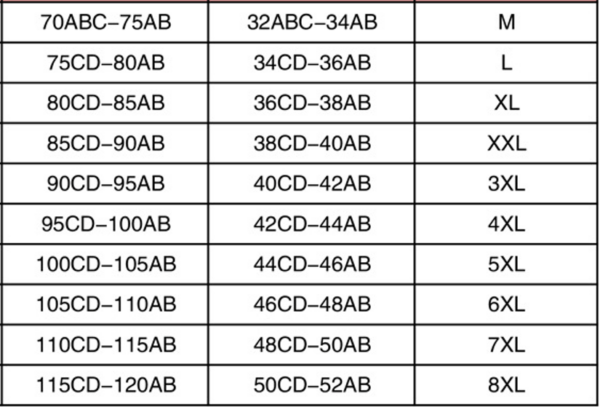 70ABC–75AB 32ABC–34AB M
75CD–80AB 34CD–36AB L
80CD–85AB 36CD–38AB XL
85CD–90AB 38CD–40AB XXL
90CD–95AB 40CD–42AB 3XL
95CD–100AB 42CD–44AB 4XL
100CD–105AB 44CD–46AB 5XL
105CD–110AB 46CD–48AB 6XL
110CD–115AB 48CD–50AB 7XL
115CD–120AB 50CD–52AB 8XL